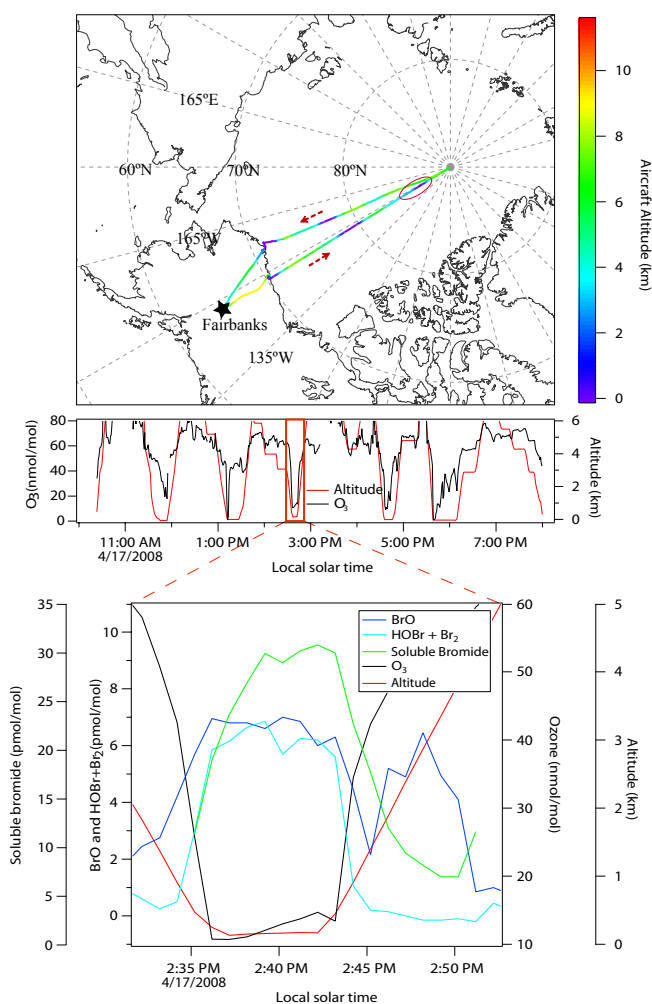 165ºE
60ºN
70ºN
80ºN
165ºW
Fairbanks
135ºW
10
8
6
4
2
0
Aircraft Altitude (km)
80
60
40
20
0
O3(nmol/mol)
Altitude
O3
6
5
4
3
2
1
0
Altitude (km)
11:00 AM
1:00 PM
3:00 PM
5:00 PM
7:00 PM
4/17/2008
Local solar time
35
30
25
20
15
10
5
0
Soluble bromide (pmol/mol)
10
8
6
4
2
0
BrO and HOBr+Br2(pmol/mol)
BrO
HOBr + Br2
Soluble Bromide
O3
Altitude
60
50
40
30
20
10
Ozone (nmol/mol)
5
4
3
2
1
0
Altitude (km)
2:35 PM
2:40 PM
2:45 PM
2:50 PM
4/17/2008
Local solar time